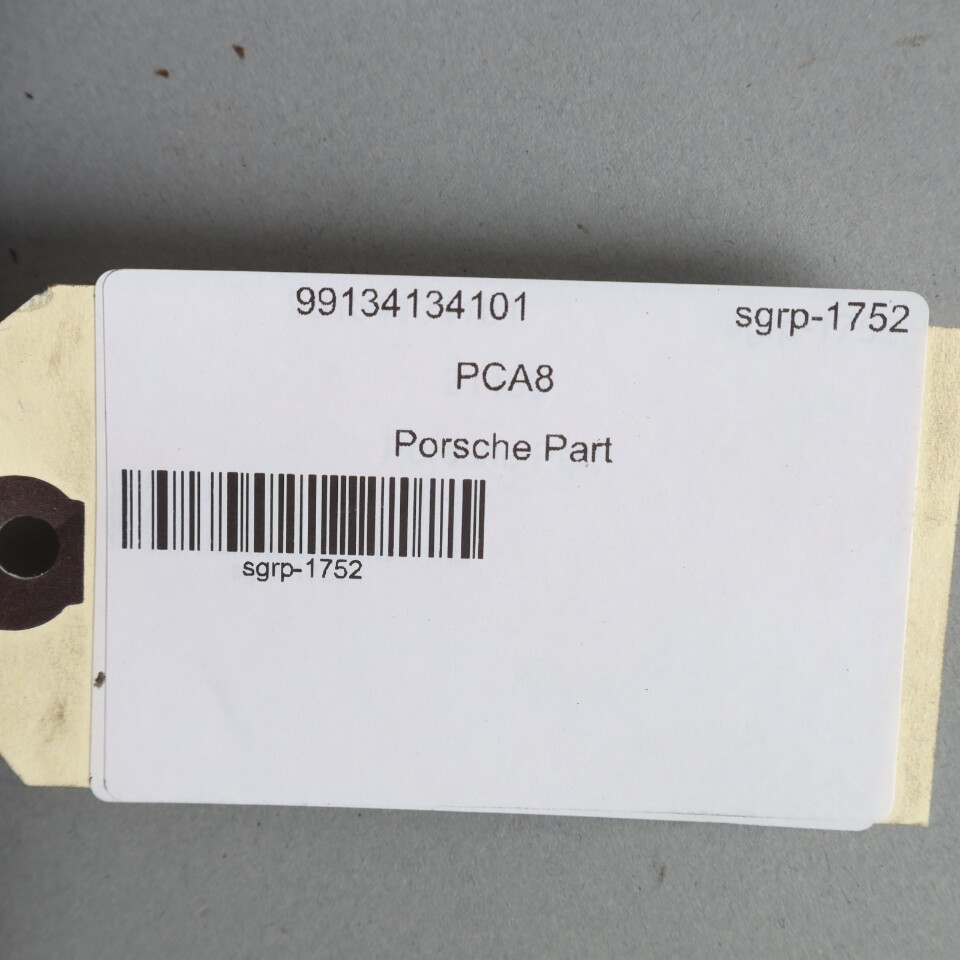 99134134101 sgrp-1752
PCA8
Porsche Part
sgrp-1752